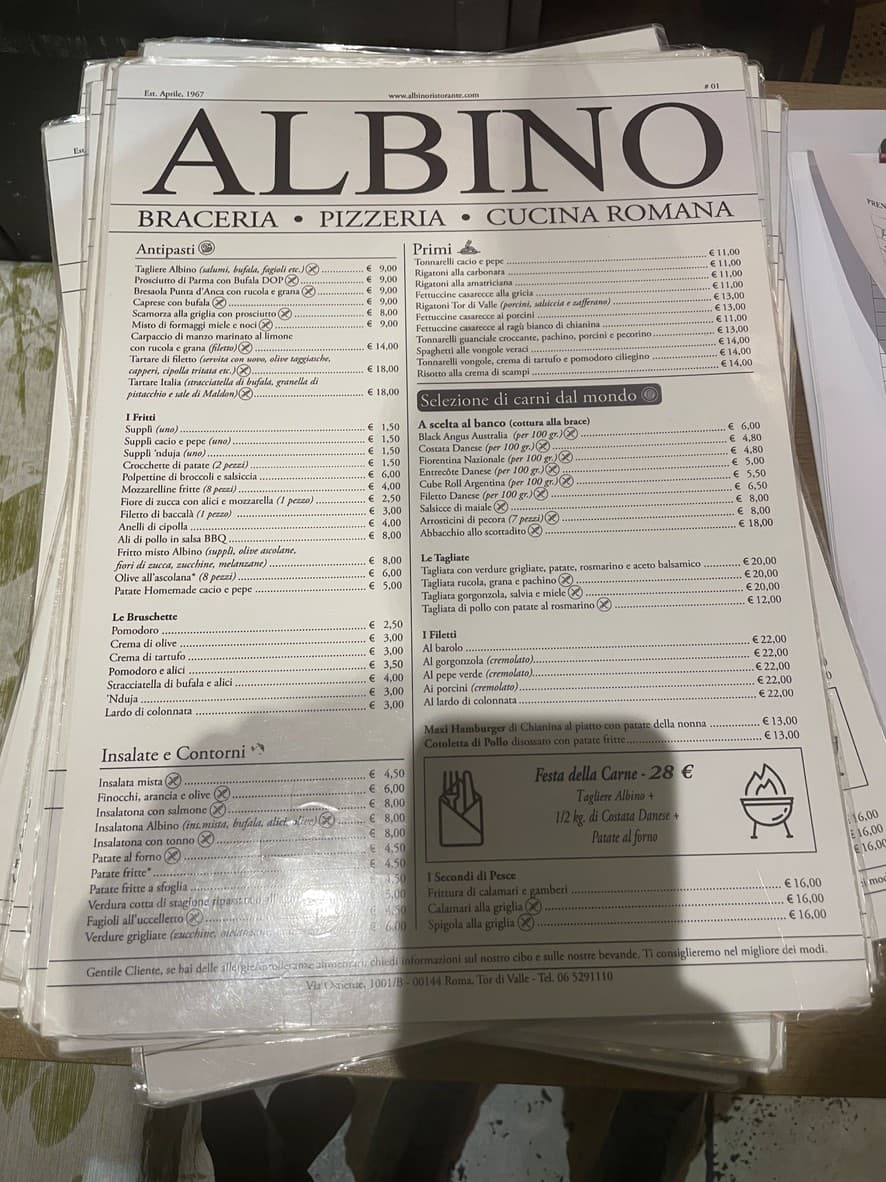 Est. Aprile, 1967
www.albinoristorante.com
# 01
ALBINO
BRACERIA • PIZZERIA • CUCINA ROMANA
Antipasti
Tagliere Albino (salumi, bufala, fagioli etc.) € 9,00
Prosciutto di Parma con Bufala DOP € 9,00
Bresaola Punta d'Anca con rucola e grana € 9,00
Caprese con bufala € 9,00
Scamorza alla griglia con prosciutto € 8,00
Misto di formaggi miele e noci € 9,00
Carpaccio di manzo marinato al limone
con rucola e grana (filetto) € 14,00
Tartare di filetto (servita con uovo, olive taggiasche,
capperi, cipolla tritata etc.) € 18,00
Tartare Italia (stracciatella di bufala, granella di
pistacchio e sale di Maldon) € 18,00
I Fritti
Supplì (uno) € 1,50
Supplì cacio e pepe (uno) € 1,50
Supplì 'nduja (uno) € 1,50
Crocchette di patate (2 pezzi) € 1,50
Polpettine di broccoli e salsiccia € 6,00
Mozzarelline fritte (8 pezzi) € 4,00
Fiore di zucca con alici e mozzarella (1 pezzo) € 2,50
Filetto di baccalà (1 pezzo) € 3,00
Anelli di cipolla € 4,00
Ali di pollo in salsa BBQ € 8,00
Fritto misto Albino (supplì, olive ascolane,
fiori di zucca, zucchine, melanzane) € 8,00
Olive all'ascolana* (8 pezzi) € 6,00
Patate Homemade cacio e pepe € 5,00
Le Bruschette
Pomodoro € 2,50
Crema di olive € 3,00
Crema di tartufo € 3,00
Pomodoro e alici € 3,50
Stracciatella di bufala e alici € 4,00
'Nduja € 3,00
Lardo di colonnata € 3,00
Insalate e Contorni
Insalata mista € 4,50
Finocchi, arancia e olive € 6,00
Insalatona con salmone € 8,00
Insalatona Albino (ins.mista, bufala, alici, olive) € 8,00
Insalatona con tonno € 8,00
Patate al forno € 4,50
Patate fritte* € 4,50
Patate fritte a sfoglia 4,50
Verdura cotta di stagione 5,00
Fagioli all'uccelletto € 4,50
Verdure grigliate (zucchine, € 6,00
Primi
Tonnarelli cacio e pepe € 11,00
Rigatoni alla carbonara € 11,00
Rigatoni alla amatriciana € 11,00
Fettuccine casarecce alla gricia € 11,00
Rigatoni Tor di Valle (porcini, salsiccia e zafferano) € 13,00
Fettuccine casarecce ai porcini € 13,00
Fettuccine casarecce al ragù bianco di chianina € 11,00
Tonnarelli guanciale croccante, pachino, porcini e pecorino € 13,00
Spaghetti alle vongole veraci € 14,00
Tonnarelli vongole, crema di tartufo e pomodoro ciliegino € 14,00
Risotto alla crema di scampi € 14,00
Selezione di carni dal mondo
A scelta al banco (cottura alla brace)
Black Angus Australia (per 100 gr.) € 6,00
Costata Danese (per 100 gr.) € 4,80
Fiorentina Nazionale (per 100 gr.) € 4,80
Entrecôte Danese (per 100 gr.) € 5,00
Cube Roll Argentina (per 100 gr.) € 5,50
Filetto Danese (per 100 gr.) € 6,50
Salsicce di maiale € 8,00
Arrosticini di pecora (7 pezzi) € 8,00
Abbacchio allo scottadito € 18,00
Le Tagliate
Tagliata con verdure grigliate, patate, rosmarino e aceto balsamico € 20,00
Tagliata rucola, grana e pachino € 20,00
Tagliata gorgonzola, salvia e miele € 20,00
Tagliata di pollo con patate al rosmarino € 12,00
I Filetti
Al barolo € 22,00
Al gorgonzola (cremolato) € 22,00
Al pepe verde (cremolato) € 22,00
Ai porcini (cremolato) € 22,00
Al lardo di colonnata € 22,00
Maxi Hamburger di Chianina al piatto con patate della nonna € 13,00
Cotoletta di Pollo disossato con patate fritte € 13,00
Festa della Carne - 28 €
Tagliere Albino +
1/2 kg. di Costata Danese +
Patate al forno
I Secondi di Pesce
Frittura di calamari e gamberi € 16,00
Calamari alla griglia € 16,00
Spigola alla griglia € 16,00
Gentile Cliente, se hai delle allergie/intolleranze alimentari, chiedi informazioni sul nostro cibo e sulle nostre bevande. Ti consiglieremo nel migliore dei modi.
Via Ostiense, 1001/B - 00144 Roma. Tor di Valle - Tel. 06 5291110
16,00
€ 16,00
€ 16,00